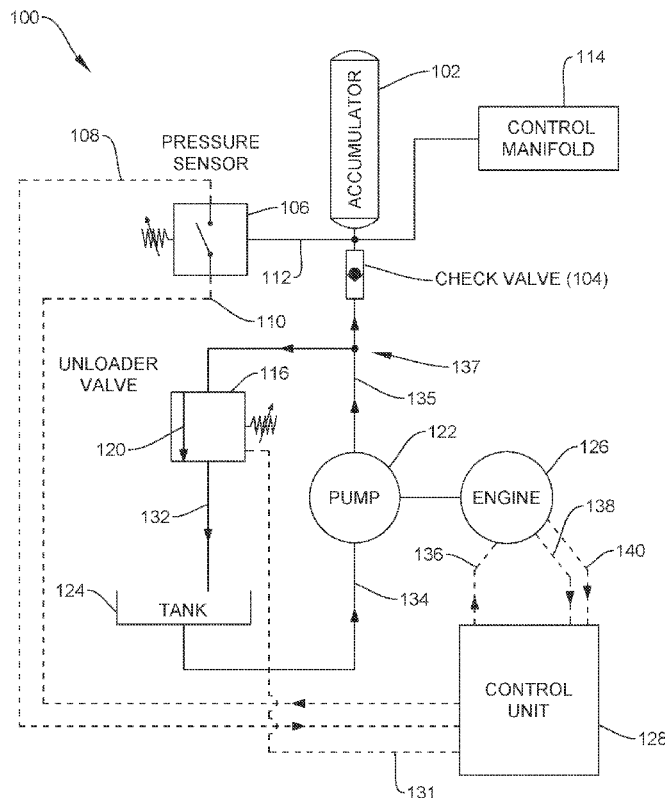 100
102
114
ACCUMULATOR
CONTROL
MANIFOLD
108
PRESSURE
SENSOR
106
112
CHECK VALVE (104)
110
137
UNLOADER
VALVE
116
135
120
122
126
PUMP
ENGINE
138
132
136
140
124
TANK
134
CONTROL
UNIT
128
131